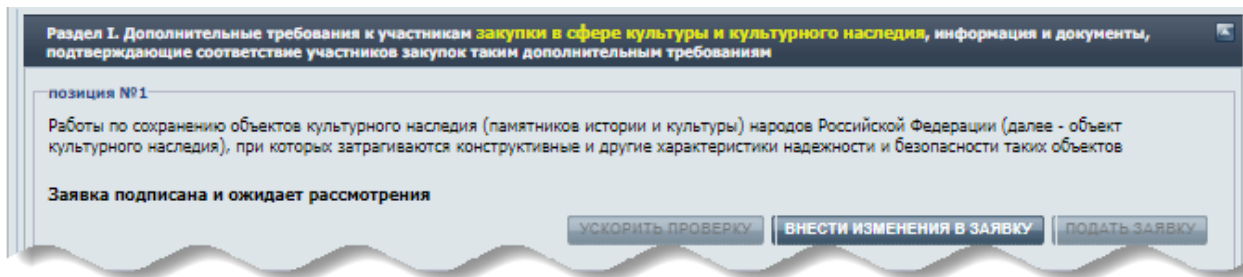 Раздел I. Дополнительные требования к участникам закупки в сфере культуры и культурного наследия, информация и документы,
подтверждающие соответствие участников закупок таким дополнительным требованиям
позиция №1
Работы по сохранению объектов культурного наследия (памятников истории и культуры) народов Российской Федерации (далее - объект
культурного наследия), при которых затрагиваются конструктивные и другие характеристики надежности и безопасности таких объектов
Заявка подписана и ожидает рассмотрения
УСКОРИТЬ ПРОВЕРКУ ВНЕСТИ ИЗМЕНЕНИЯ В ЗАЯВКУ ПОДАТЬ ЗАЯВКУ